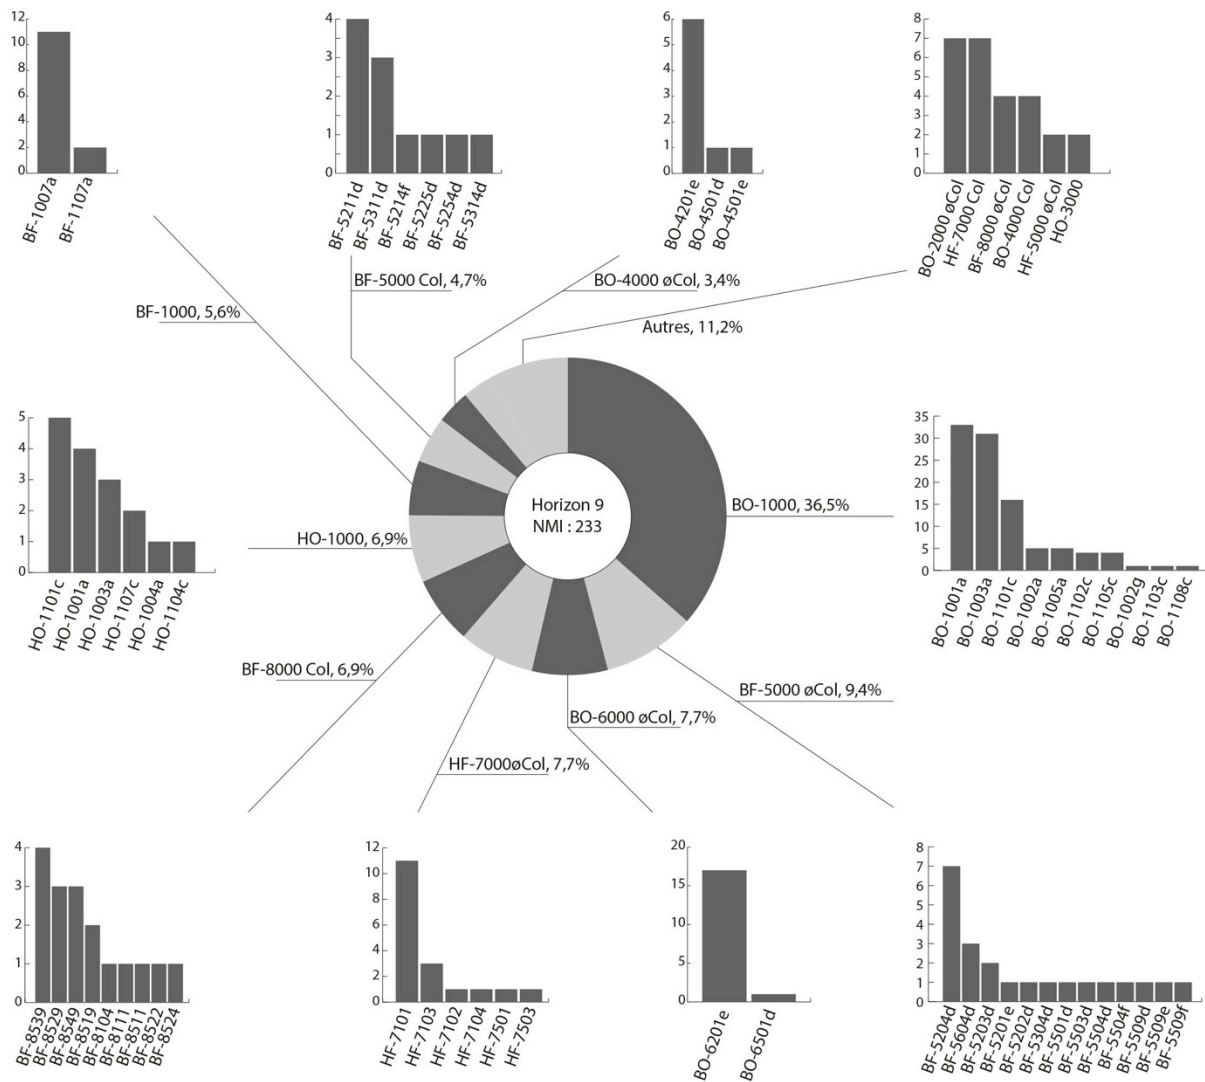 12
10
8
6
4
2
0
BF-1007a
BF-1107a
4
3
2
1
0
BF-5211d
BF-5311d
BF-5214f
BF-5225d
BF-5254d
BF-5314d
6
5
4
3
2
1
0
BO-4201e
BO-4501d
BO-4501e
8
7
6
5
4
3
2
1
0
BO-2000 øCol
HF-7000 Col
BF-8000 øCol
BO-4000 Col
HF-5000 øCol
HO-3000
BF-5000 Col, 4,7%
BO-4000 øCol, 3,4%
BF-1000, 5,6%
Autres, 11,2%
5
4
3
2
1
0
HO-1101c
HO-1001a
HO-1003a
HO-1107c
HO-1004a
HO-1104c
HO-1000, 6,9%
Horizon 9
NMI : 233
BO-1000, 36,5%
35
30
25
20
15
10
5
0
BO-1001a
BO-1003a
BO-1101c
BO-1002a
BO-1005a
BO-1102c
BO-1105c
BO-1002g
BO-1103c
BO-1108c
BF-8000 Col, 6,9%
BF-5000 øCol, 9,4%
BO-6000 øCol, 7,7%
HF-7000øCol, 7,7%
4
3
2
1
0
BF-8539
BF-8529
BF-8549
BF-8519
BF-8104
BF-8111
BF-8511
BF-8522
BF-8524
12
10
8
6
4
2
0
HF-7101
HF-7103
HF-7102
HF-7104
HF-7501
HF-7503
20
15
10
5
0
BO-6201e
BO-6501d
8
7
6
5
4
3
2
1
0
BF-5204d
BF-5604d
BF-5203d
BF-5201e
BF-5202d
BF-5304d
BF-5501d
BF-5503d
BF-5504d
BF-5504f
BF-5509d
BF-5509e
BF-5509f